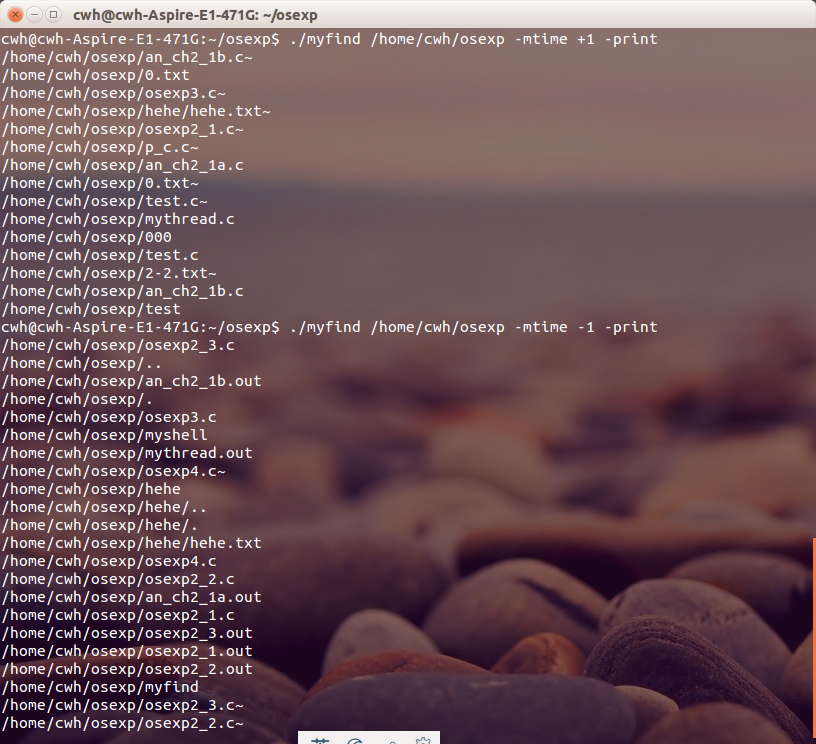 cwh@cwh-Aspire-E1-471G: ~/osexp
cwh@cwh-Aspire-E1-471G:~/osexp$ ./myfind /home/cwh/osexp -mtime +1 -print
/home/cwh/osexp/an_ch2_1b.c~
/home/cwh/osexp/0.txt
/home/cwh/osexp/osexp3.c~
/home/cwh/osexp/hehe/hehe.txt~
/home/cwh/osexp/osexp2_1.c~
/home/cwh/osexp/p_c.c~
/home/cwh/osexp/an_ch2_1a.c
/home/cwh/osexp/0.txt~
/home/cwh/osexp/test.c~
/home/cwh/osexp/mythread.c
/home/cwh/osexp/000
/home/cwh/osexp/test.c
/home/cwh/osexp/2-2.txt~
/home/cwh/osexp/an_ch2_1b.c
/home/cwh/osexp/test
cwh@cwh-Aspire-E1-471G:~/osexp$ ./myfind /home/cwh/osexp -mtime -1 -print
/home/cwh/osexp/osexp2_3.c
/home/cwh/osexp/..
/home/cwh/osexp/an_ch2_1b.out
/home/cwh/osexp/.
/home/cwh/osexp/osexp3.c
/home/cwh/osexp/myshell
/home/cwh/osexp/mythread.out
/home/cwh/osexp/osexp4.c~
/home/cwh/osexp/hehe
/home/cwh/osexp/hehe/..
/home/cwh/osexp/hehe/.
/home/cwh/osexp/hehe/hehe.txt
/home/cwh/osexp/osexp4.c
/home/cwh/osexp/osexp2_2.c
/home/cwh/osexp/an_ch2_1a.out
/home/cwh/osexp/osexp2_1.c
/home/cwh/osexp/osexp2_3.out
/home/cwh/osexp/osexp2_1.out
/home/cwh/osexp/osexp2_2.out
/home/cwh/osexp/myfind
/home/cwh/osexp/osexp2_3.c~
/home/cwh/osexp/osexp2_2.c~